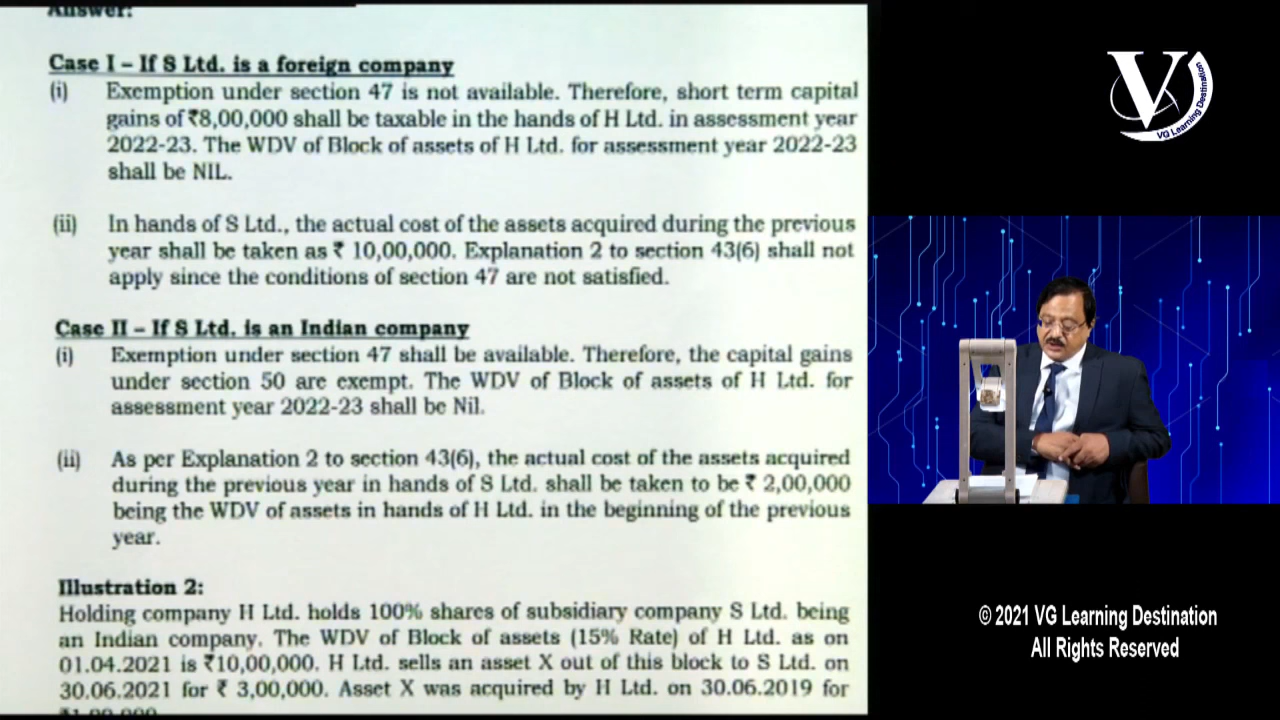 Answer:
Case I – If S Ltd. is a foreign company
(i) Exemption under section 47 is not available. Therefore, short term capital
gains of ₹8,00,000 shall be taxable in the hands of H Ltd. in assessment year
2022-23. The WDV of Block of assets of H Ltd. for assessment year 2022-23
shall be NIL.
(ii) In hands of S Ltd., the actual cost of the assets acquired during the previous
year shall be taken as ₹ 10,00,000. Explanation 2 to section 43(6) shall not
apply since the conditions of section 47 are not satisfied.
Case II – If S Ltd. is an Indian company
(i) Exemption under section 47 shall be available. Therefore, the capital gains
under section 50 are exempt. The WDV of Block of assets of H Ltd. for
assessment year 2022-23 shall be Nil.
(ii) As per Explanation 2 to section 43(6), the actual cost of the assets acquired
during the previous year in hands of S Ltd. shall be taken to be ₹ 2,00,000
being the WDV of assets in hands of H Ltd. in the beginning of the previous
year.
Illustration 2:
Holding company H Ltd. holds 100% shares of subsidiary company S Ltd. being
an Indian company. The WDV of Block of assets (15% Rate) of H Ltd. as on
01.04.2021 is ₹10,00,000. H Ltd. sells an asset X out of this block to S Ltd. on
30.06.2021 for ₹ 3,00,000. Asset X was acquired by H Ltd. on 30.06.2019 for
V
VG Learning Destination
© 2021 VG Learning Destination
All Rights Reserved